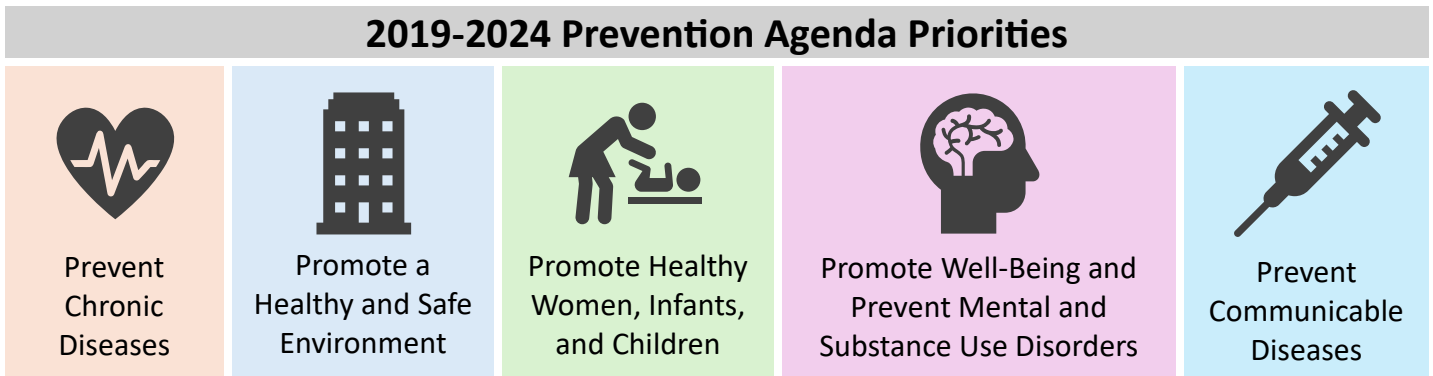 2019-2024 Prevention Agenda Priorities
Prevent
Chronic
Diseases
Promote a
Healthy and Safe
Environment
Promote Healthy
Women, Infants,
and Children
Promote Well-Being and
Prevent Mental and
Substance Use Disorders
Prevent
Communicable
Diseases